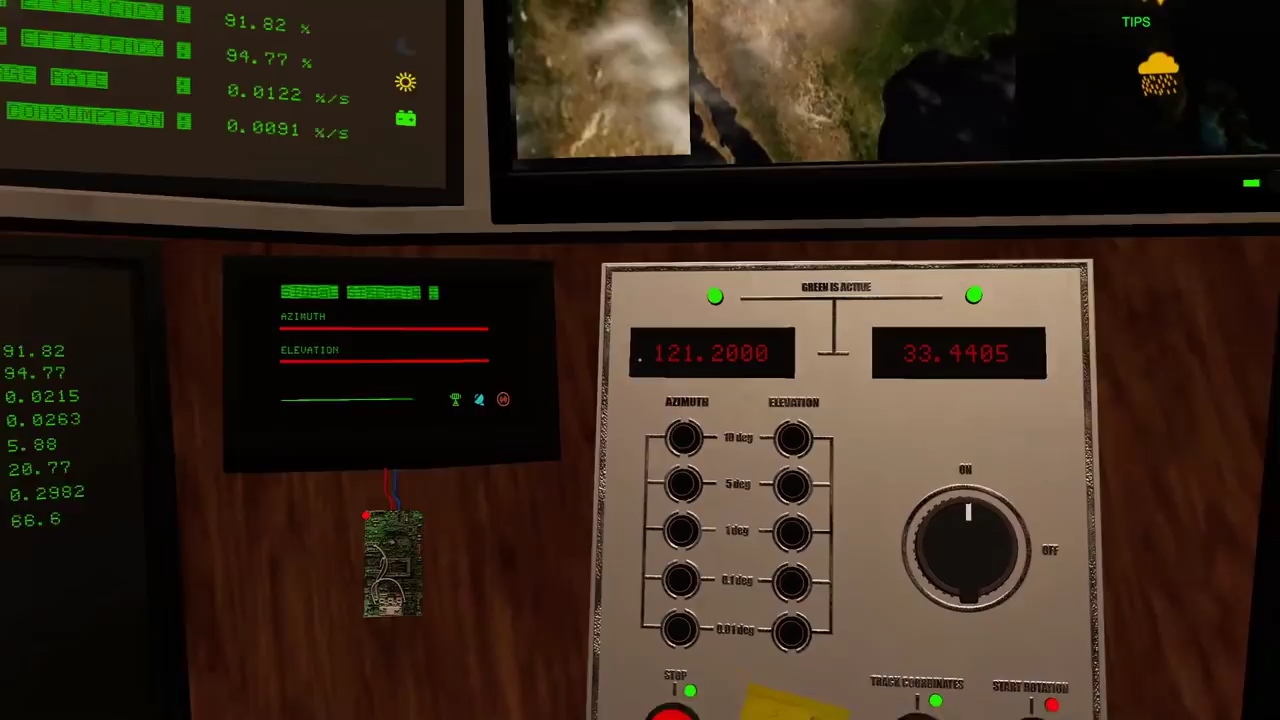 EFFICIENCY 91.82 %
EFFICIENCY 94.77 %
RATE 0.0122 %/s
CONSUMPTION 0.0091 %/s
TIPS
91.82
94.77
0.0215
0.0263
5.88
20.77
0.2982
66.6
AZIMUTH
ELEVATION
GREEN IS ACTIVE
121.2000 33.4405
AZIMUTH ELEVATION
10 deg
5 deg
1 deg
0.1 deg
0.01 deg
ON
OFF
STOP
TRACK COORDINATES
START ROTATION